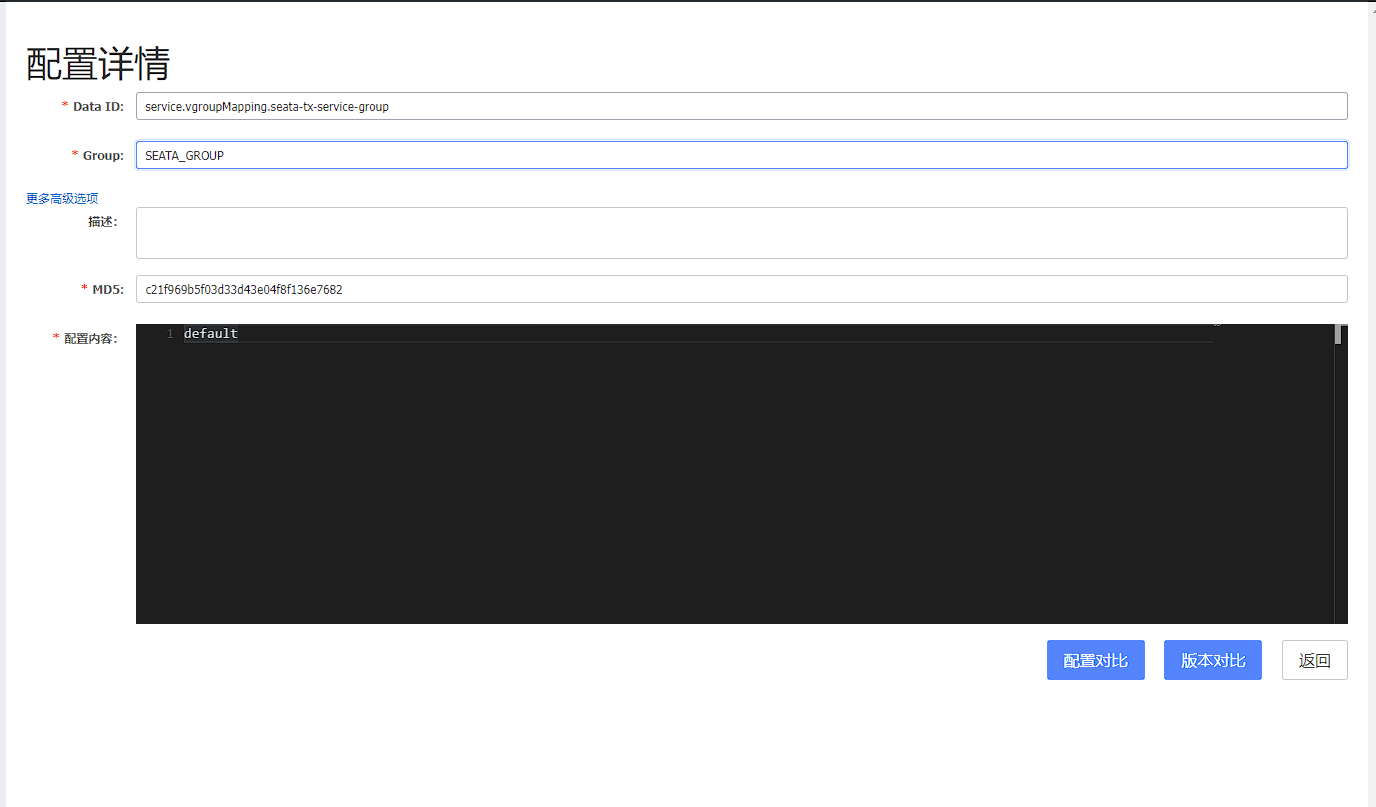 配置详情
* Data ID: service.vgroupMapping.seata-tx-service-group
* Group: SEATA_GROUP
更多高级选项
描述:
* MD5: c21f969b5f03d33d43e04f8f136e7682
* 配置内容: 1 default
配置对比 版本对比 返回